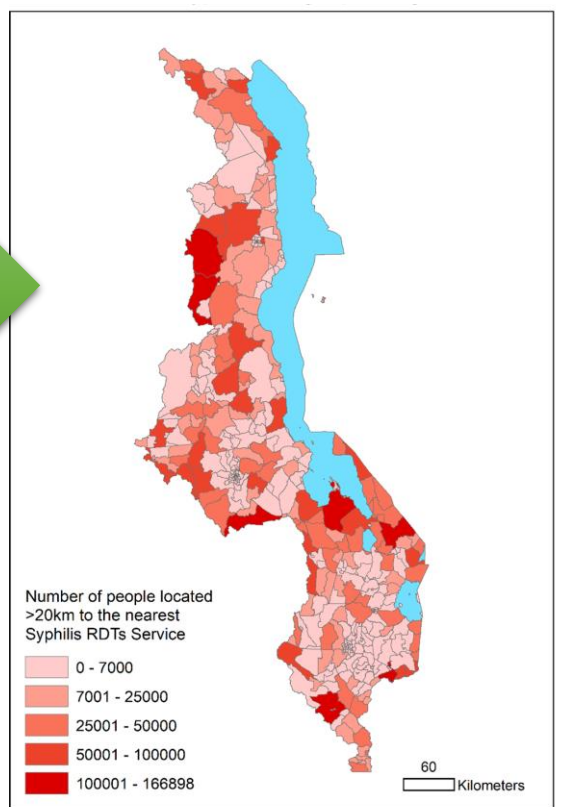 Number of people located
>20km to the nearest
Syphilis RDTs Service
0 - 7000
7001 - 25000
25001 - 50000
50001 - 100000
100001 - 166898
60
Kilometers